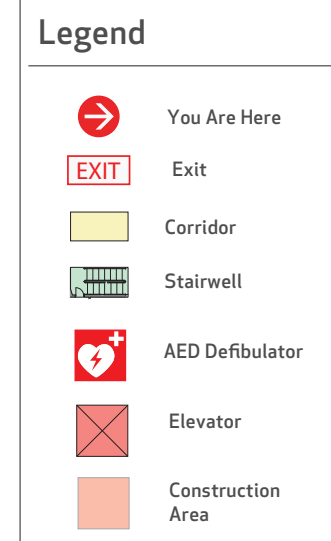 Legend
You Are Here
EXIT
Exit
Corridor
Stairwell
AED Defibulator
Elevator
Construction
Area